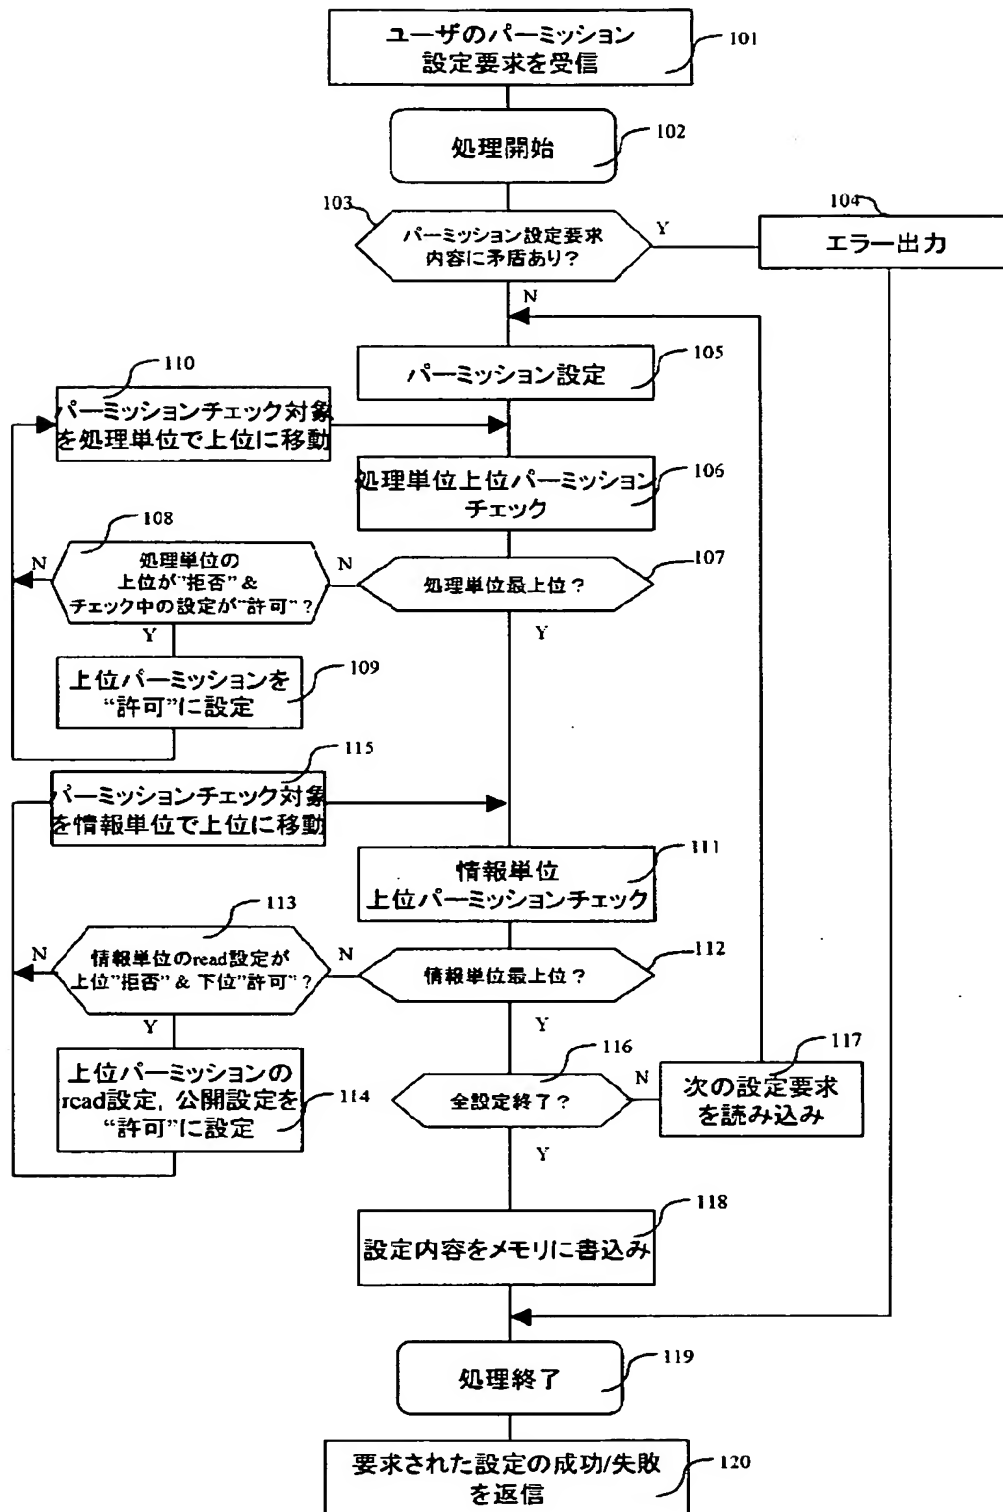 ユーザのパーミッション
設定要求を受信
101
処理開始
102
103
パーミッション設定要求
内容に矛盾あり?
Y
104
エラー出力
N
パーミッション設定
105
110
パーミッションチェック対象
を処理単位で上位に移動
処理単位上位パーミッション
チェック
106
108
N
処理単位の
上位が"拒否"&
チェック中の設定が"許可"?
N
処理単位最上位?
107
Y
Y
上位パーミッションを
“許可”に設定
109
115
パーミッションチェック対象
を情報単位で上位に移動
情報単位
上位パーミッションチェック
111
113
N
情報単位のread設定が
上位"拒否"& 下位"許可"?
N
情報単位最上位?
112
Y
Y
上位パーミッションの
read設定, 公開設定を
“許可”に設定
114
116
全設定終了?
N
117
次の設定要求
を読み込み
Y
設定内容をメモリに書込み
118
処理終了
119
要求された設定の成功/失敗
を返信
120